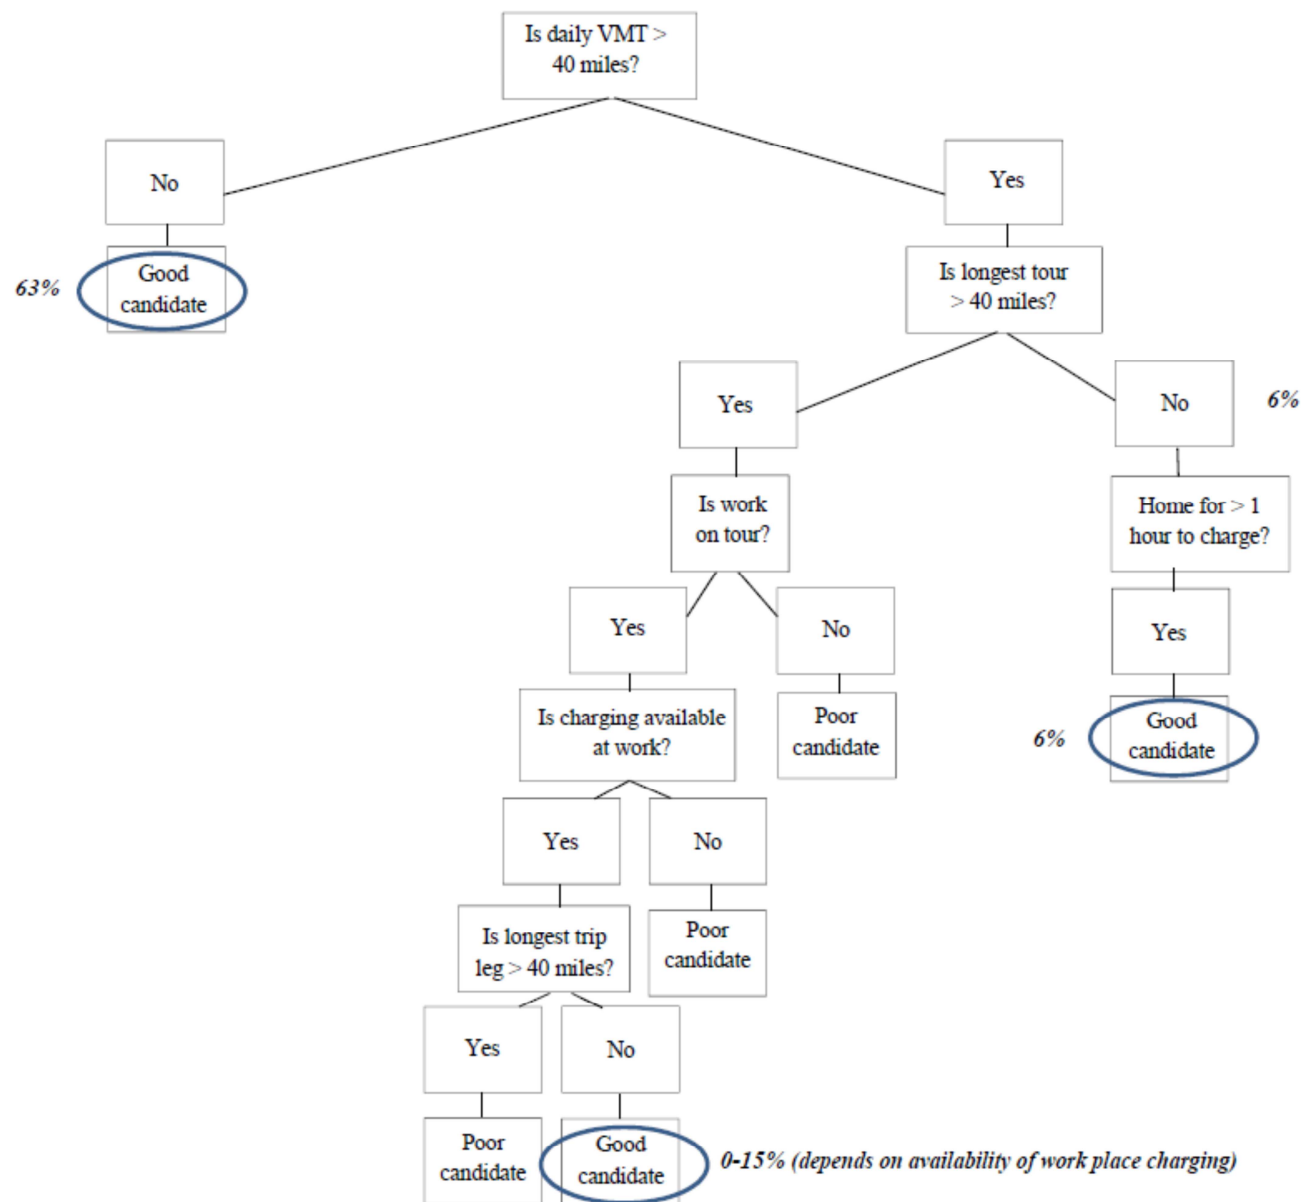 Is daily VMT >
40 miles?
No
Yes
63%
Good
candidate
Is longest tour
> 40 miles?
Yes
No
6%
Is work
on tour?
Home for > 1
hour to charge?
Yes
No
Yes
Is charging available
at work?
Poor
candidate
6%
Good
candidate
Yes
No
Is longest trip
leg > 40 miles?
Poor
candidate
Yes
No
Poor
candidate
Good
candidate
0-15% (depends on availability of work place charging)